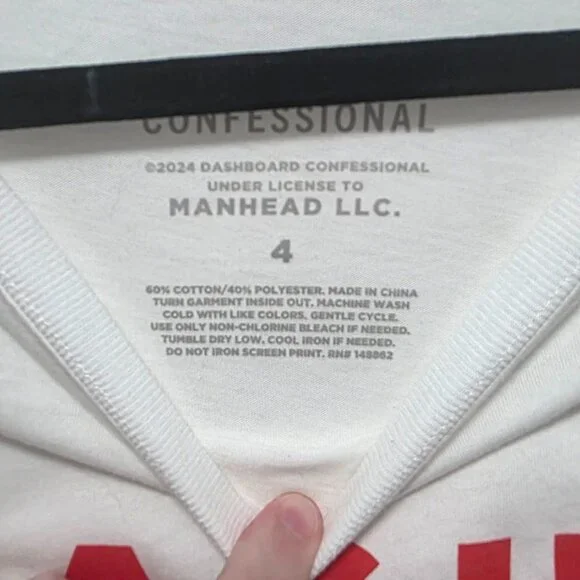 CONFESSIONAL
©2024 DASHBOARD CONFESSIONAL
UNDER LICENSE TO
MANHEAD LLC.
4
60% COTTON/40% POLYESTER. MADE IN CHINA
TURN GARMENT INSIDE OUT. MACHINE WASH
COLD WITH LIKE COLORS. GENTLE CYCLE.
USE ONLY NON-CHLORINE BLEACH IF NEEDED.
TUMBLE DRY LOW. COOL IRON IF NEEDED.
DO NOT IRON SCREEN PRINT. RN# 148862